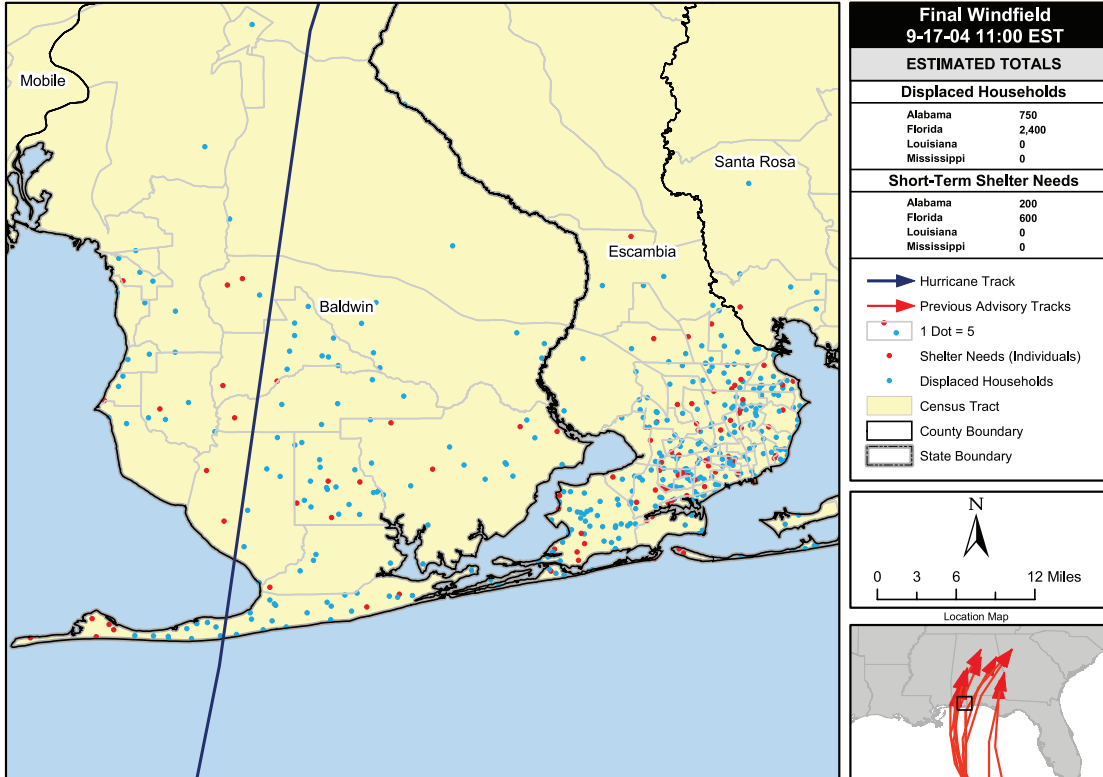 Mobile
Santa Rosa
Escambia
Baldwin
Final Windfield
9-17-04 11:00 EST
ESTIMATED TOTALS
Displaced Households
Alabama 750
Florida 2,400
Louisiana 0
Mississippi 0
Short-Term Shelter Needs
Alabama 200
Florida 600
Louisiana 0
Mississippi 0
Hurricane Track
Previous Advisory Tracks
1 Dot = 5
Shelter Needs (Individuals)
Displaced Households
Census Tract
County Boundary
State Boundary
N
0 3 6 12 Miles
Location Map